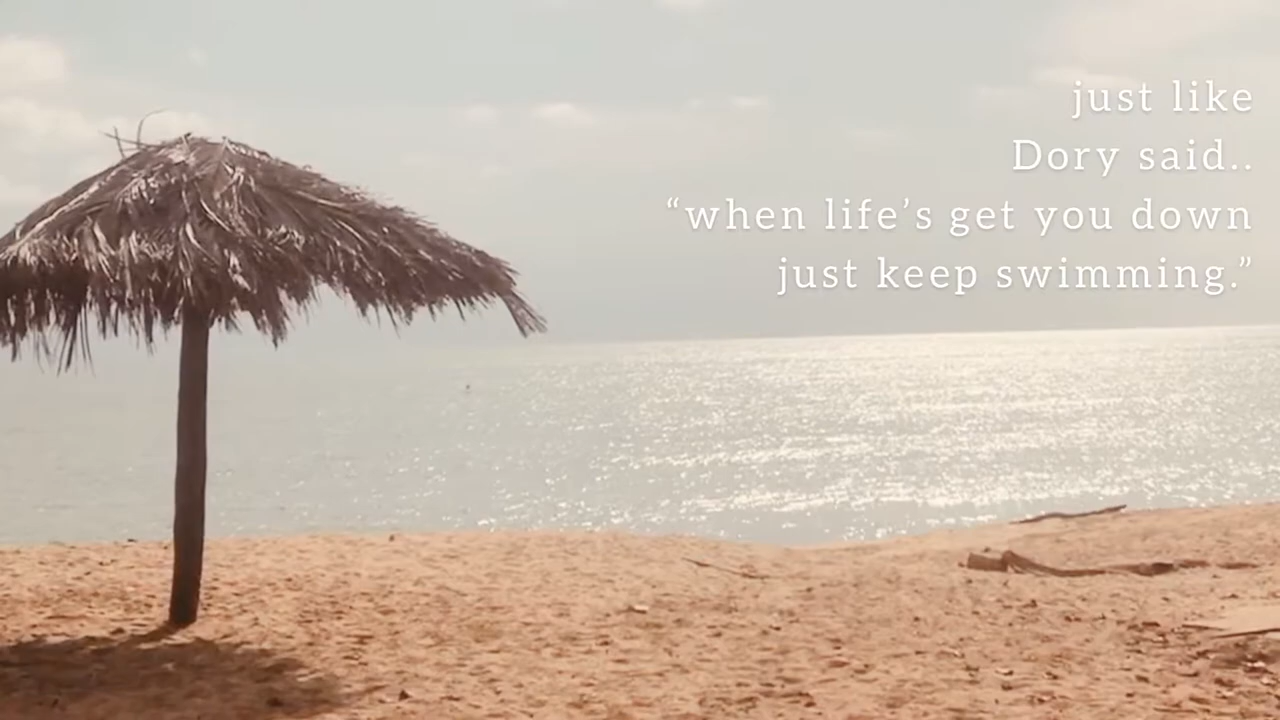 just like
Dory said..
“when life’s get you down
just keep swimming.”